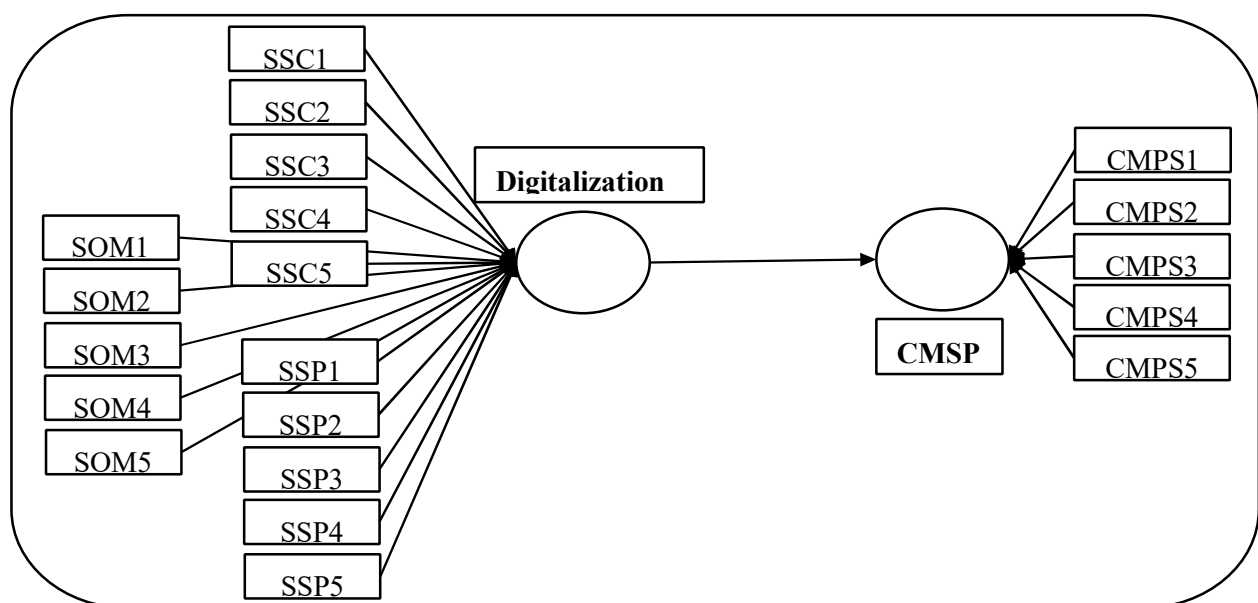 SSC1
SSC2
SSC3
SSC4
SSC5
SOM1
SOM2
SOM3
SOM4
SOM5
SSP1
SSP2
SSP3
SSP4
SSP5
Digitalization
CMSP
CMPS1
CMPS2
CMPS3
CMPS4
CMPS5